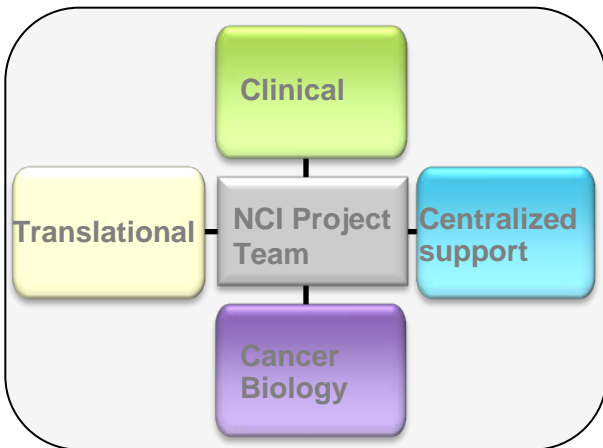 Clinical
Translational
NCI Project
Team
Centralized
support
Cancer
Biology